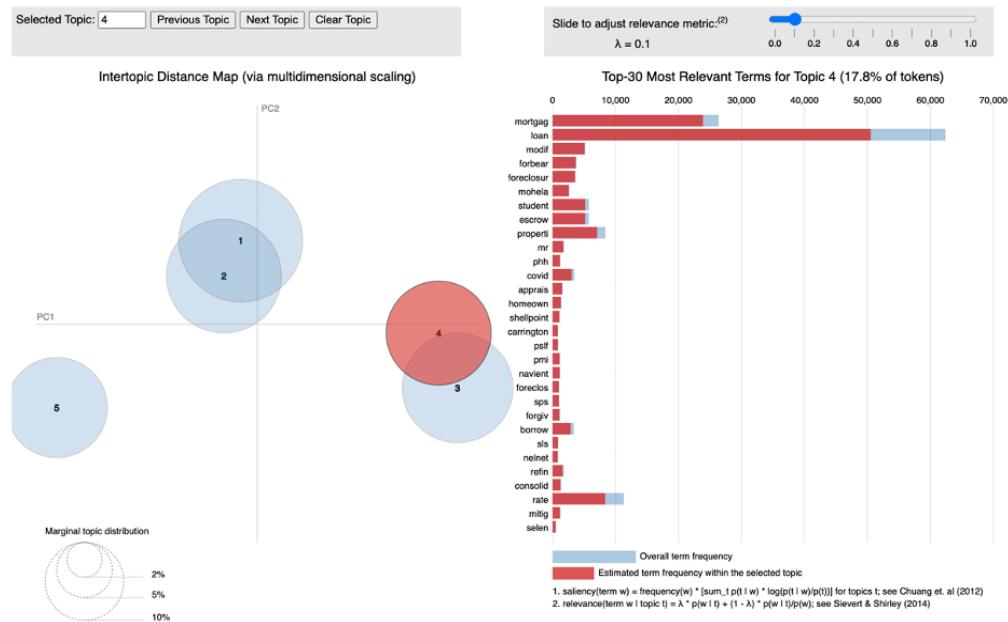 Selected Topic: 4 Previous Topic Next Topic Clear Topic
Slide to adjust relevance metric:(2)
λ = 0.1
0.0 0.2 0.4 0.6 0.8 1.0
Intertopic Distance Map (via multidimensional scaling)
PC2
PC1
1
2
4
3
5
Marginal topic distribution
2%
5%
10%
Top-30 Most Relevant Terms for Topic 4 (17.8% of tokens)
0 10,000 20,000 30,000 40,000 50,000 60,000 70,000
mortgag
loan
modif
forbear
foreclosur
mohela
student
escrow
properti
mr
phh
covid
apprais
homeown
shellpoint
carrington
pslf
pmi
navient
foreclos
sps
forgiv
borrow
sls
nelnet
refin
consolid
rate
mitig
selen
Overall term frequency
Estimated term frequency within the selected topic
1. saliency(term w) = frequency(w) * [sum_t p(t | w) * log(p(t | w)/p(t))] for topics t; see Chuang et. al (2012)
2. relevance(term w | topic t) = λ * p(w | t) + (1 - λ) * p(w | t)/p(w); see Sievert & Shirley (2014)